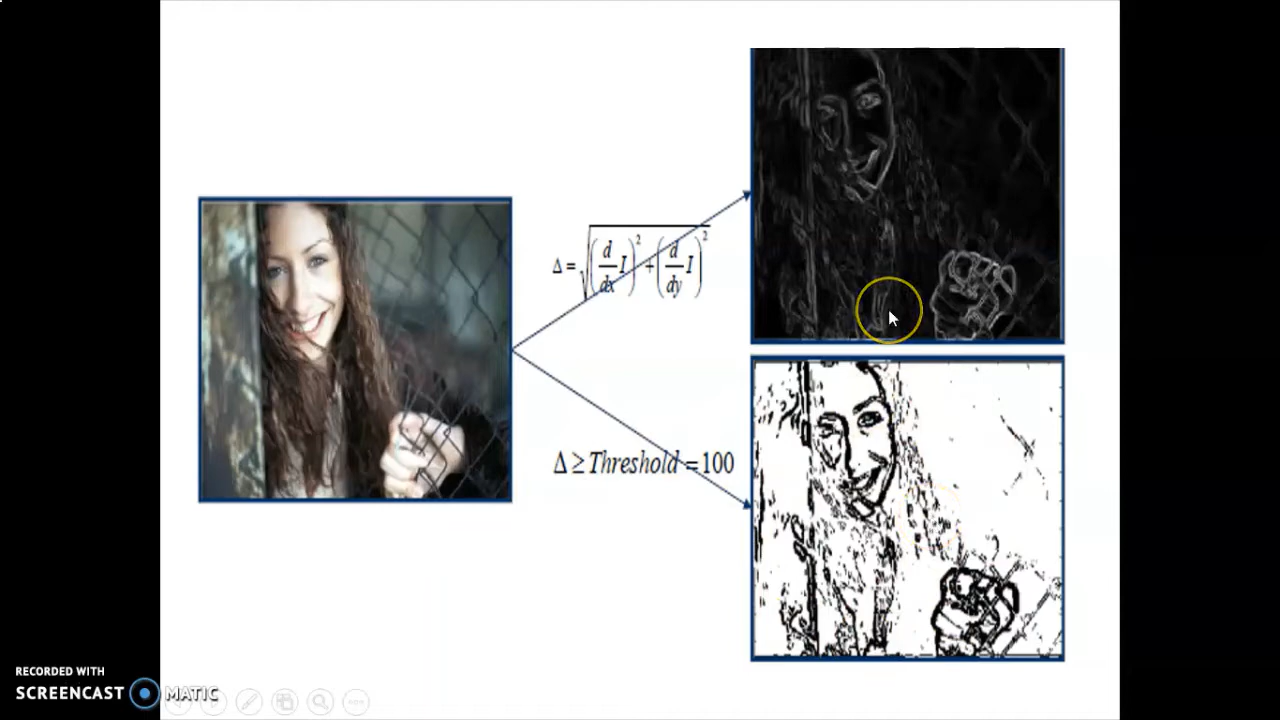 Δ = √((d/dx I)² + (d/dy I)²)
Δ ≥ Threshold = 100
RECORDED WITH
SCREENCAST MATIC